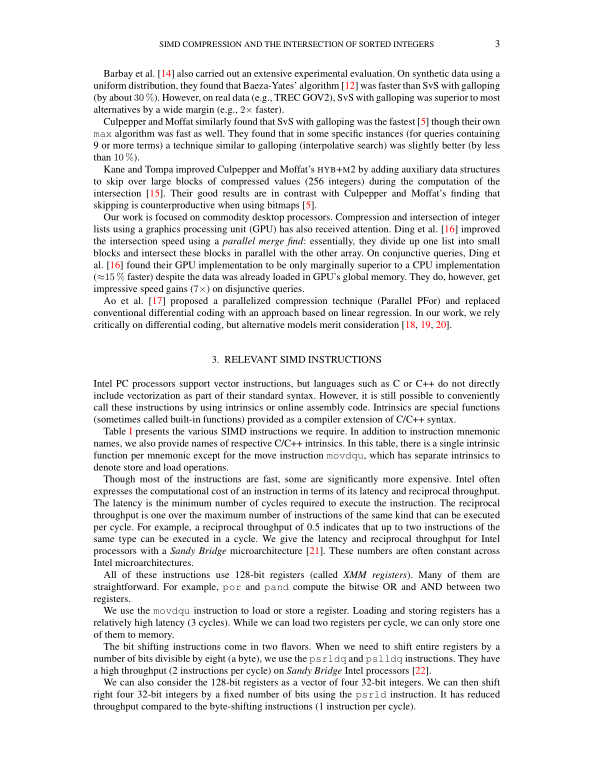 SIMD COMPRESSION AND THE INTERSECTION OF SORTED INTEGERS 3
Barbay et al. [14] also carried out an extensive experimental evaluation. On synthetic data using a
uniform distribution, they found that Baeza-Yates' algorithm [12] was faster than SvS with galloping
(by about 30 %). However, on real data (e.g., TREC GOV2), SvS with galloping was superior to most
alternatives by a wide margin (e.g., 2× faster).
Culpepper and Moffat similarly found that SvS with galloping was the fastest [5] though their own
max algorithm was fast as well. They found that in some specific instances (for queries containing
9 or more terms) a technique similar to galloping (interpolative search) was slightly better (by less
than 10 %).
Kane and Tompa improved Culpepper and Moffat's HYB+M2 by adding auxiliary data structures
to skip over large blocks of compressed values (256 integers) during the computation of the
intersection [15]. Their good results are in contrast with Culpepper and Moffat's finding that
skipping is counterproductive when using bitmaps [5].
Our work is focused on commodity desktop processors. Compression and intersection of integer
lists using a graphics processing unit (GPU) has also received attention. Ding et al. [16] improved
the intersection speed using a parallel merge find: essentially, they divide up one list into small
blocks and intersect these blocks in parallel with the other array. On conjunctive queries, Ding et
al. [16] found their GPU implementation to be only marginally superior to a CPU implementation
(≈15 % faster) despite the data was already loaded in GPU's global memory. They do, however, get
impressive speed gains (7×) on disjunctive queries.
Ao et al. [17] proposed a parallelized compression technique (Parallel PFor) and replaced
conventional differential coding with an approach based on linear regression. In our work, we rely
critically on differential coding, but alternative models merit consideration [18, 19, 20].
3. RELEVANT SIMD INSTRUCTIONS
Intel PC processors support vector instructions, but languages such as C or C++ do not directly
include vectorization as part of their standard syntax. However, it is still possible to conveniently
call these instructions by using intrinsics or online assembly code. Intrinsics are special functions
(sometimes called built-in functions) provided as a compiler extension of C/C++ syntax.
Table I presents the various SIMD instructions we require. In addition to instruction mnemonic
names, we also provide names of respective C/C++ intrinsics. In this table, there is a single intrinsic
function per mnemonic except for the move instruction movdqu, which has separate intrinsics to
denote store and load operations.
Though most of the instructions are fast, some are significantly more expensive. Intel often
expresses the computational cost of an instruction in terms of its latency and reciprocal throughput.
The latency is the minimum number of cycles required to execute the instruction. The reciprocal
throughput is one over the maximum number of instructions of the same kind that can be executed
per cycle. For example, a reciprocal throughput of 0.5 indicates that up to two instructions of the
same type can be executed in a cycle. We give the latency and reciprocal throughput for Intel
processors with a Sandy Bridge microarchitecture [21]. These numbers are often constant across
Intel microarchitectures.
All of these instructions use 128-bit registers (called XMM registers). Many of them are
straightforward. For example, por and pand compute the bitwise OR and AND between two
registers.
We use the movdqu instruction to load or store a register. Loading and storing registers has a
relatively high latency (3 cycles). While we can load two registers per cycle, we can only store one
of them to memory.
The bit shifting instructions come in two flavors. When we need to shift entire registers by a
number of bits divisible by eight (a byte), we use the psrldq and pslldq instructions. They have
a high throughput (2 instructions per cycle) on Sandy Bridge Intel processors [22].
We can also consider the 128-bit registers as a vector of four 32-bit integers. We can then shift
right four 32-bit integers by a fixed number of bits using the psrld instruction. It has reduced
throughput compared to the byte-shifting instructions (1 instruction per cycle).